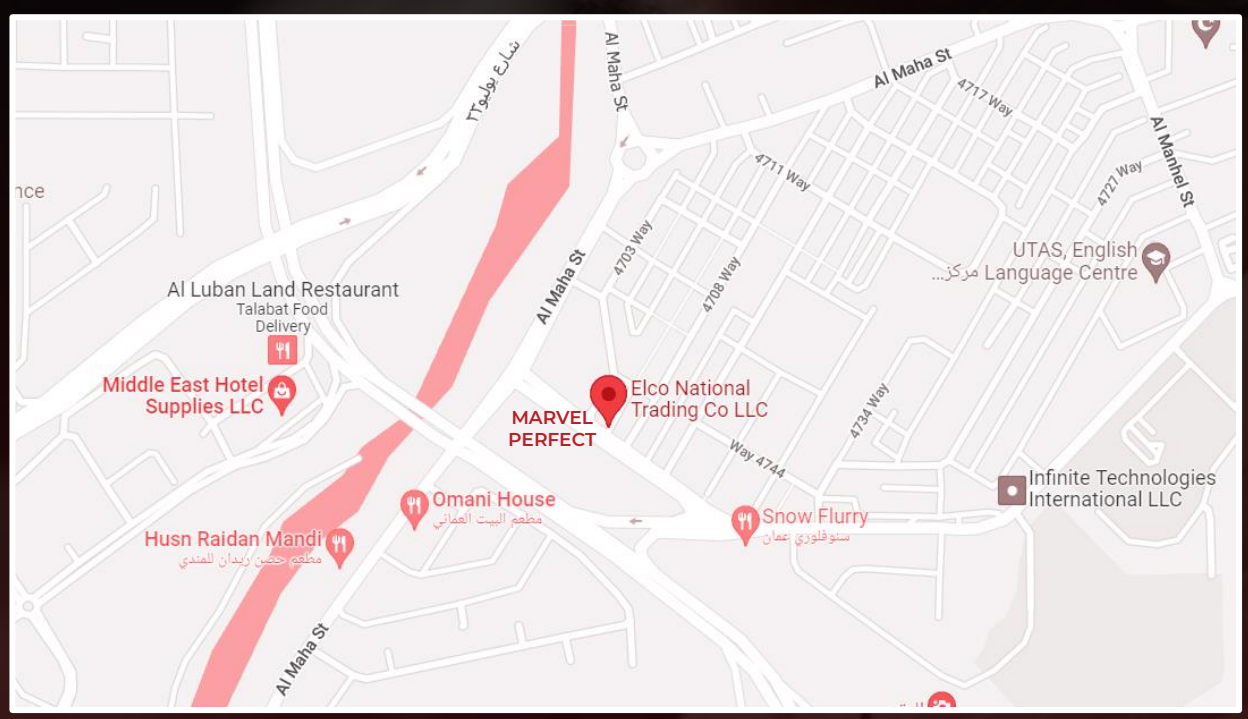 شارع يوليو٢٣
Al Maha St
Al Maha St
4717 Way
Al Manhel St
4711 Way
4727 Way
nce
4703 Way
UTAS, English
Language Centre مركز...
Al Maha St
4708 Way
Al Luban Land Restaurant
Talabat Food
Delivery
Middle East Hotel
Supplies LLC
Elco National
Trading Co LLC
MARVEL
PERFECT
4734 Way
Way 4744
Infinite Technologies
International LLC
Omani House
مطعم البيت العماني
Snow Flurry
سنوفلوري عمان
Husn Raidan Mandi
مطعم حصن ريدان للمندي
Al Maha St